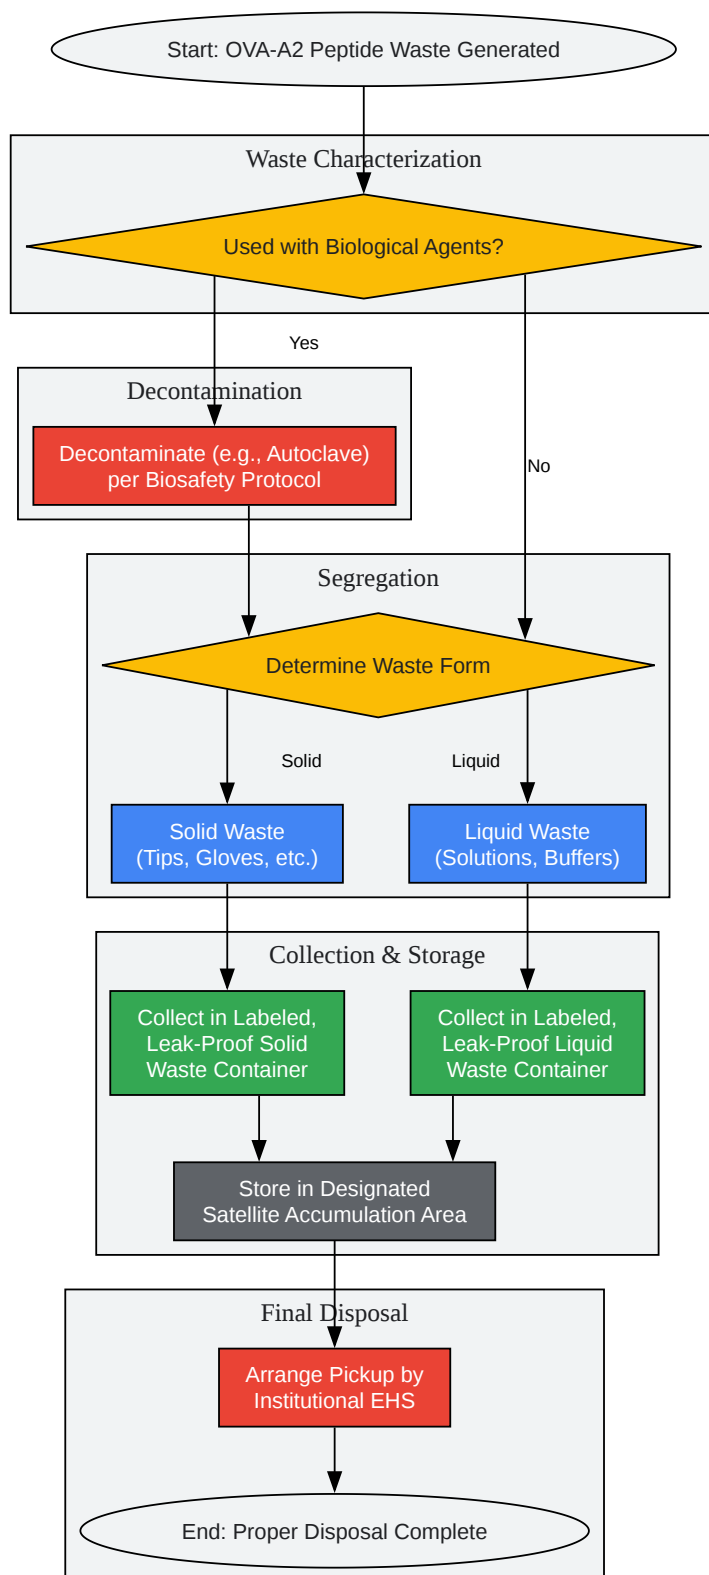 Start: OVA-A2 Peptide Waste Generated
Waste Characterization
Used with Biological Agents?
Yes
Decontamination
Decontaminate (e.g., Autoclave)
per Biosafety Protocol
No
Segregation
Determine Waste Form
Solid
Liquid
Solid Waste
(Tips, Gloves, etc.)
Liquid Waste
(Solutions, Buffers)
Collection & Storage
Collect in Labeled,
Leak-Proof Solid
Waste Container
Collect in Labeled,
Leak-Proof Liquid
Waste Container
Store in Designated
Satellite Accumulation Area
Final Disposal
Arrange Pickup by
Institutional EHS
End: Proper Disposal Complete